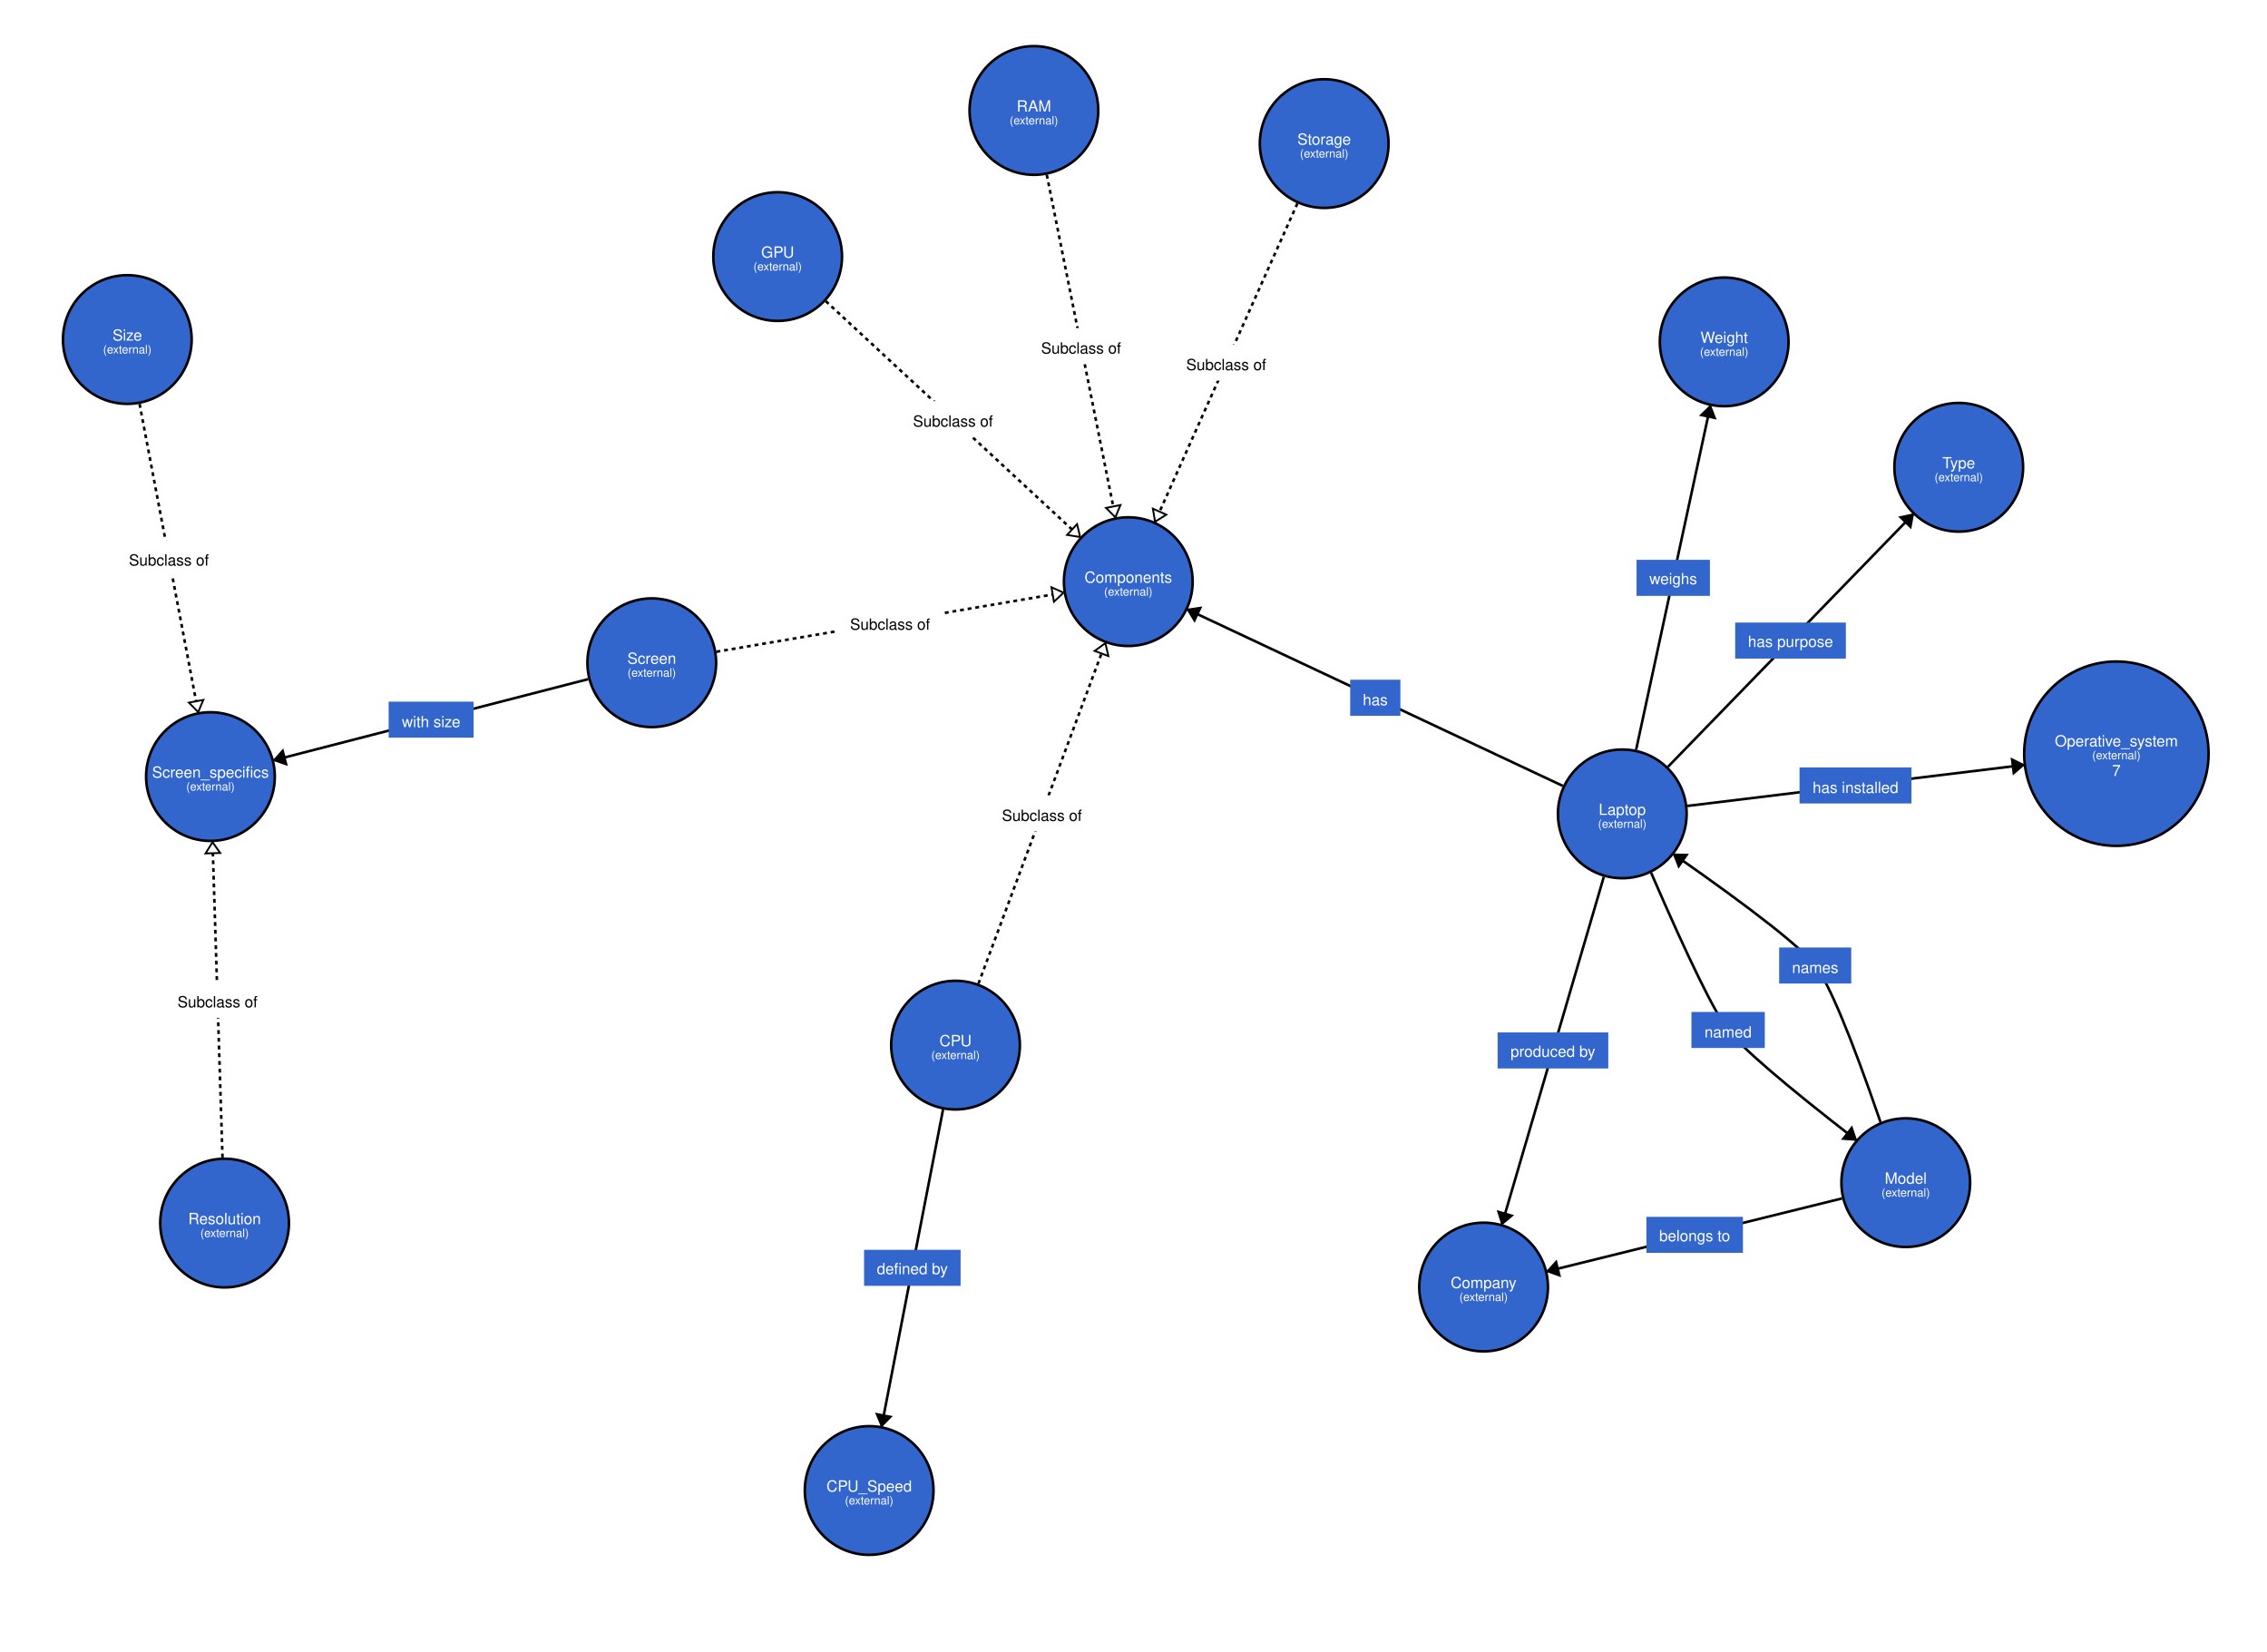 RAM
(external)
Storage
(external)
GPU
(external)
Size
(external)
Weight
(external)
Subclass of
Subclass of
Subclass of
Type
(external)
Subclass of
Components
(external)
weighs
Subclass of
has purpose
Screen
(external)
has
with size
Operative_system
(external)
7
Screen_specifics
(external)
has installed
Laptop
(external)
Subclass of
names
Subclass of
named
CPU
(external)
produced by
Model
(external)
Resolution
(external)
belongs to
defined by
Company
(external)
CPU_Speed
(external)